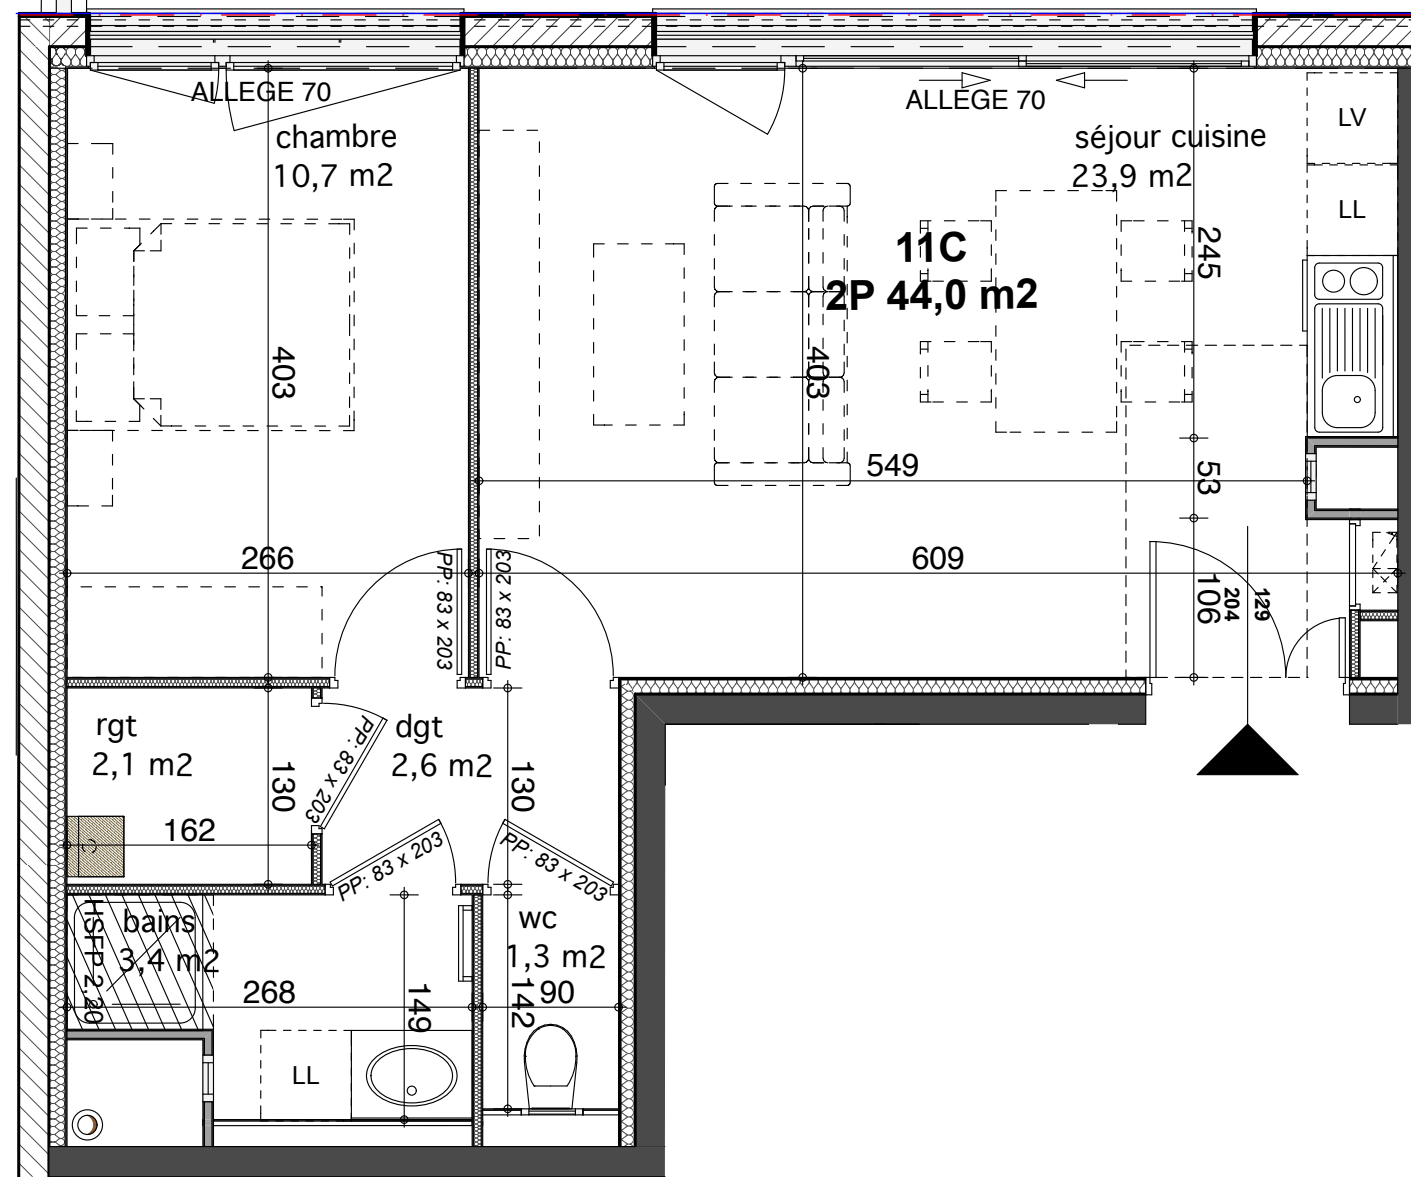 ALLEGE 70
ALLEGE 70
chambre
10,7 m2
séjour cuisine
23,9 m2
LV
LL
11C
2P 44,0 m2
245
403
403
549
53
266
609
PP: 83 x 203
PP: 83 x 203
106
204
129
rgt
2,1 m2
dgt
2,6 m2
PP: 83 x 203
130
130
162
PP: 83 x 203
PP: 83 x 203
HSFP 2,20
bains
3,4 m2
wc
1,3 m2
268
149
142
90
LL